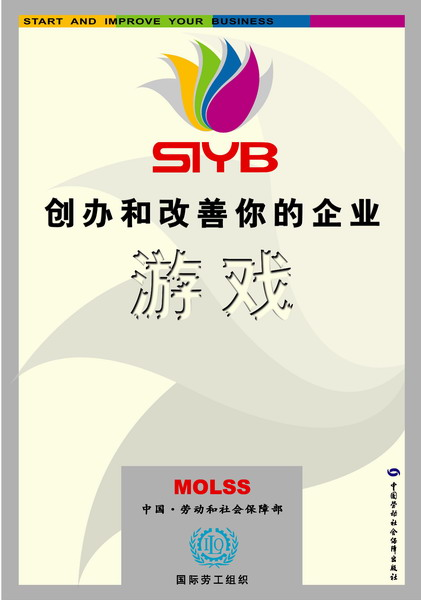 START AND IMPROVE YOUR BUSINESS
SIYB
创办和改善你的企业
游戏
MOLSS
中国·劳动和社会保障部
ILO
国际劳工组织
中国劳动社会保障出版社